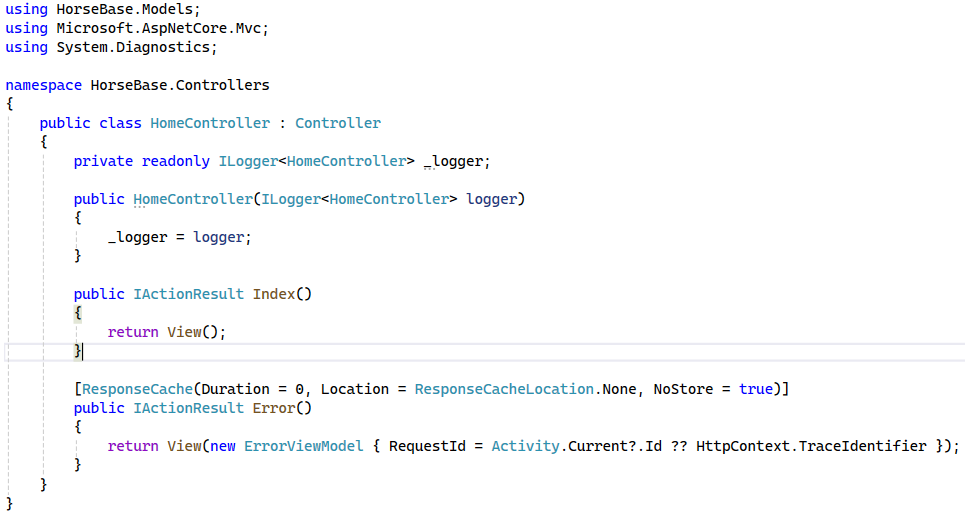 using HorseBase.Models;
using Microsoft.AspNetCore.Mvc;
using System.Diagnostics;

namespace HorseBase.Controllers
{
    public class HomeController : Controller
    {
        private readonly ILogger<HomeController> _logger;

        public HomeController(ILogger<HomeController> logger)
        {
            _logger = logger;
        }

        public IActionResult Index()
        {
            return View();
        }

        [ResponseCache(Duration = 0, Location = ResponseCacheLocation.None, NoStore = true)]
        public IActionResult Error()
        {
            return View(new ErrorViewModel { RequestId = Activity.Current?.Id ?? HttpContext.TraceIdentifier });
        }
    }
}